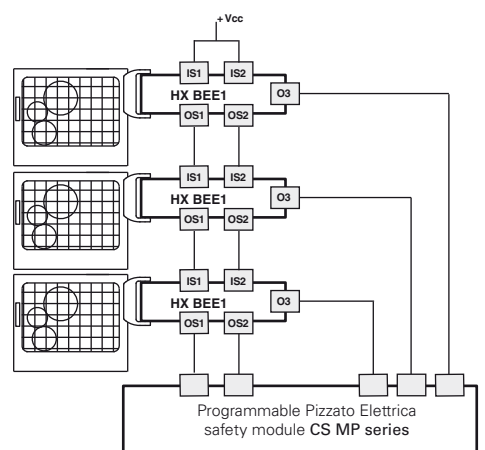 + Vcc
IS1 IS2
HX BEE1 O3
OS1 OS2
IS1 IS2
HX BEE1 O3
OS1 OS2
IS1 IS2
HX BEE1 O3
OS1 OS2
Programmable Pizzato Elettrica
safety module CS MP series